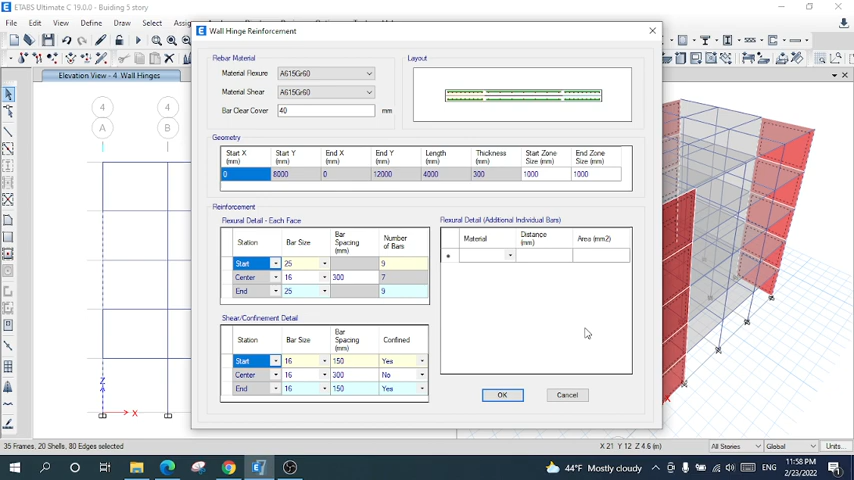 ETABS Ultimate C 19.0.0 - Buiding 5 story
File Edit View Define Draw Select
Wall Hinge Reinforcement
Elevation View - 4 Wall Hinges
Rebar Material
Material Flexure A615Gr60
Material Shear A615Gr60
Bar Clear Cover 40 mm
Layout
Geometry
Start X (mm) Start Y (mm) End X (mm) End Y (mm) Length (mm) Thickness (mm) Start Zone Size (mm) End Zone Size (mm)
0 8000 0 12000 4000 300 1000 1000
Reinforcement
Flexural Detail - Each Face
Station Bar Size Bar Spacing (mm) Number of Bars
Start 25 9
Center 16 300 7
End 25 9
Flexural Detail (Additional Individual Bars)
Material Distance (mm) Area (mm2)
Shear/Confinement Detail
Station Bar Size Bar Spacing (mm) Confined
Start 16 150 Yes
Center 16 300 No
End 16 150 Yes
OK Cancel
4 4
A B
Z
X
35 Frames, 20 Shells, 80 Edges selected
X 21 Y 12 Z 4.6 (m)
All Stories Global Units...
44°F Mostly cloudy
ENG
11:58 PM
2/23/2022